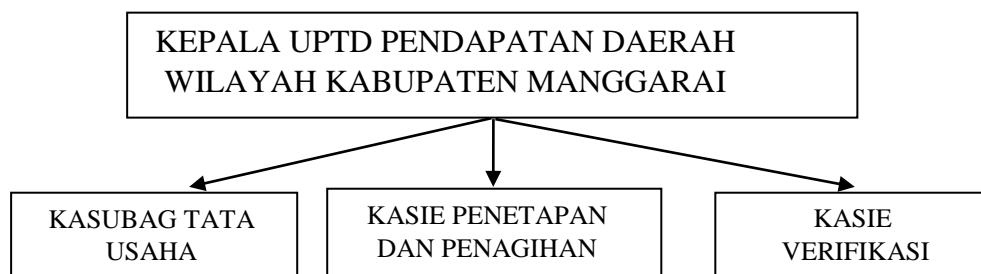 KEPALA UPTD PENDAPATAN DAERAH
WILAYAH KABUPATEN MANGGARAI
KASUBAG TATA
USAHA
KASIE PENETAPAN
DAN PENAGIHAN
KASIE
VERIFIKASI